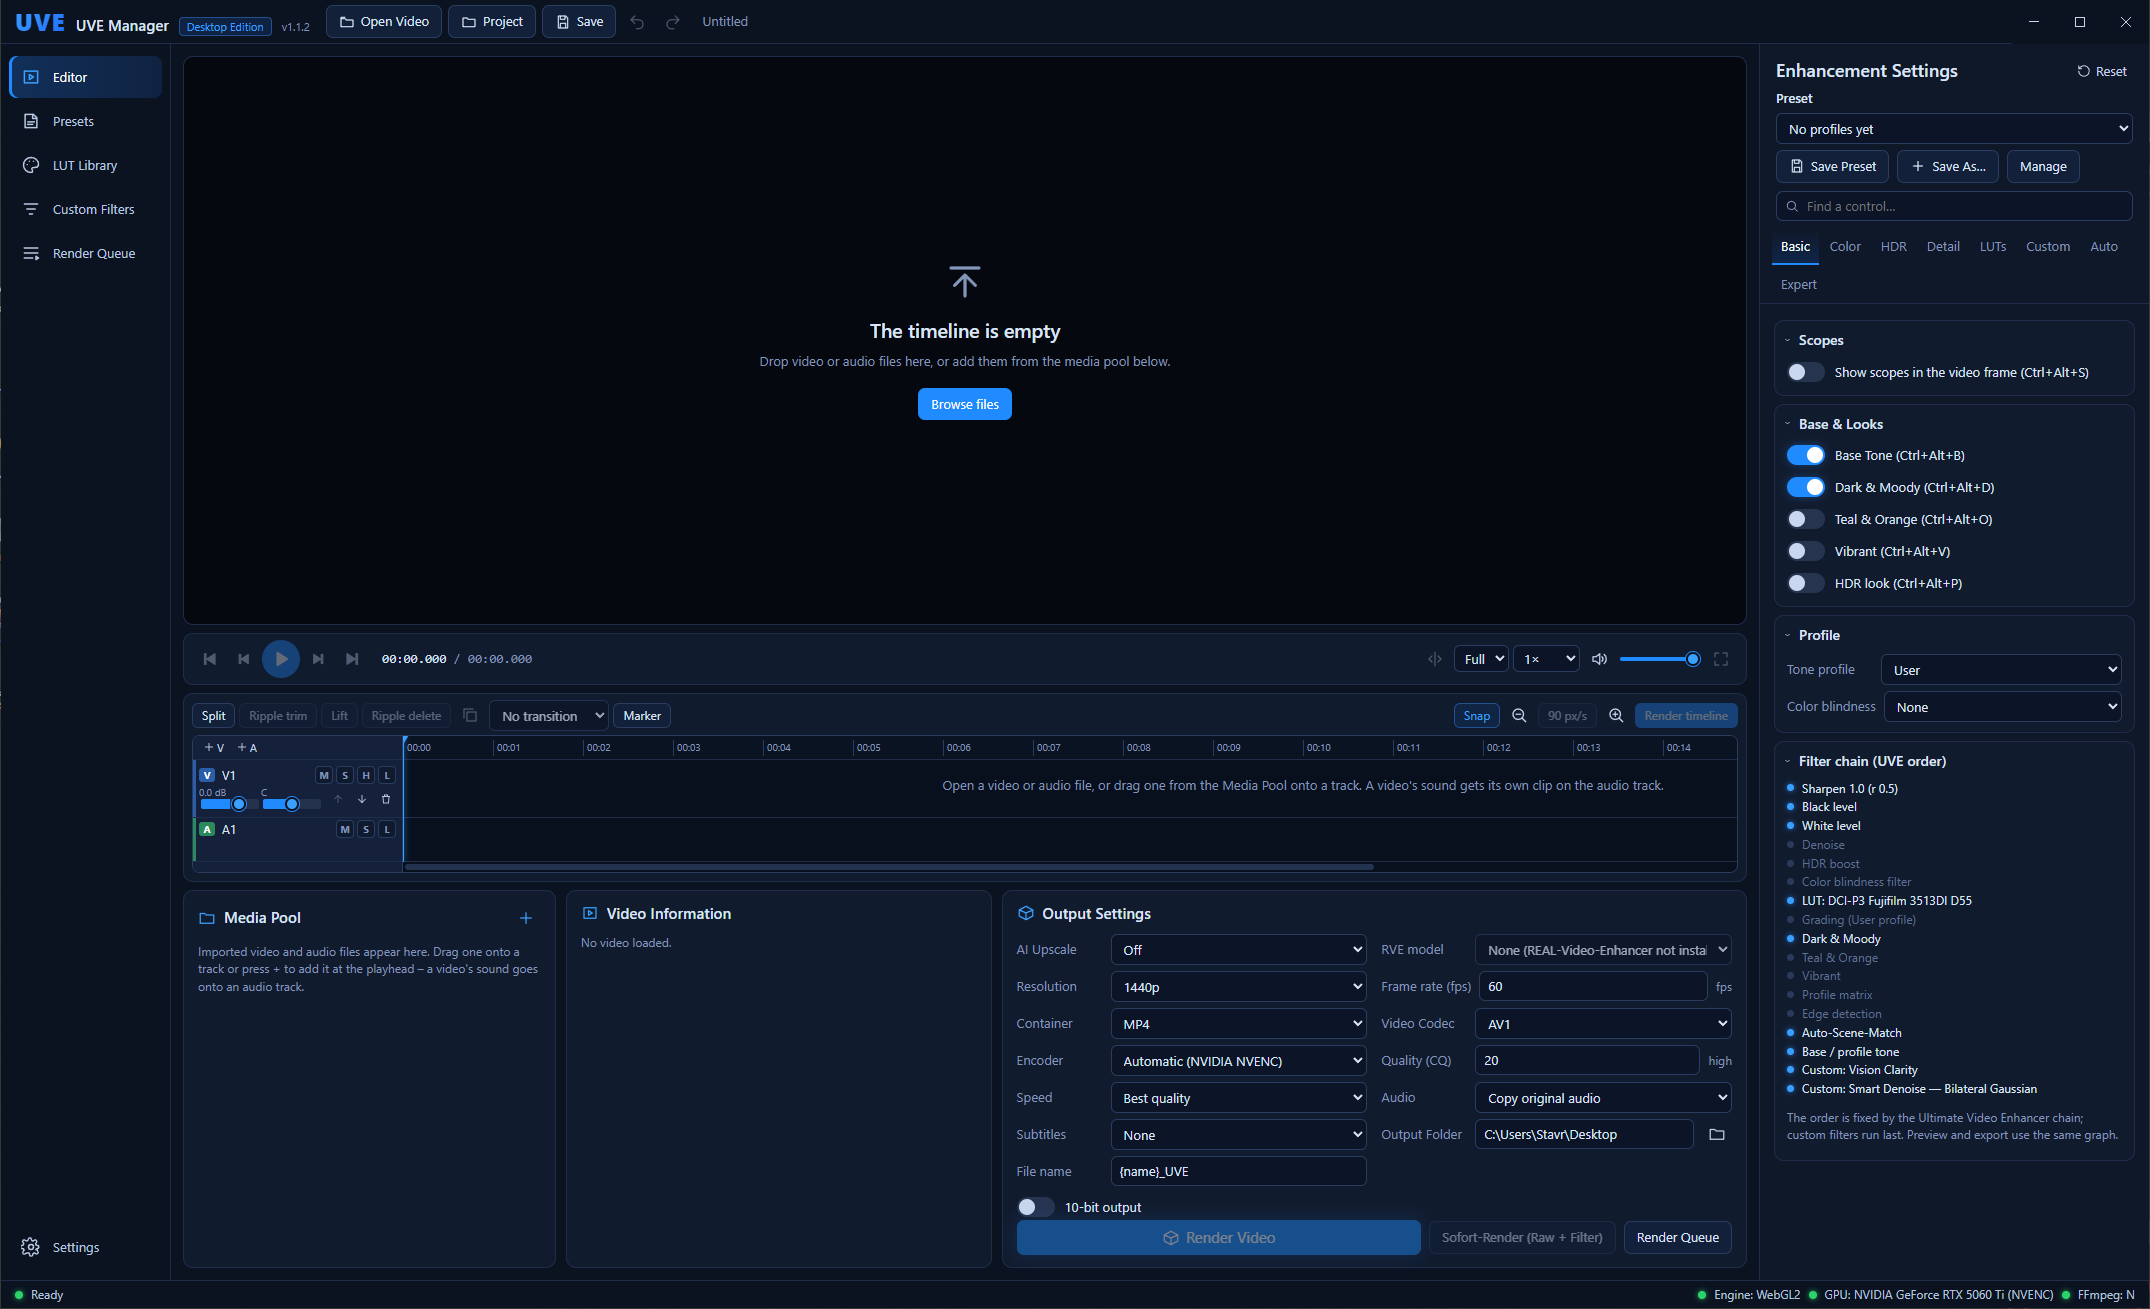 UVE UVE Manager Desktop Edition v1.1.2 Open Video Project Save Untitled
Editor
Presets
LUT Library
Custom Filters
Render Queue
Settings
The timeline is empty
Drop video or audio files here, or add them from the media pool below.
Browse files
00:00.000 / 00:00.000 Full 1×
Split Ripple trim Lift Ripple delete No transition Marker Snap 90 px/s Render timeline
+ V + A 00:00 00:01 00:02 00:03 00:04 00:05 00:06 00:07 00:08 00:09 00:10 00:11 00:12 00:13 00:14
V V1 M S H L
0.0 dB C
Open a video or audio file, or drag one from the Media Pool onto a track. A video's sound gets its own clip on the audio track.
A A1 M S L
Media Pool +
Imported video and audio files appear here. Drag one onto a
track or press + to add it at the playhead – a video's sound goes
onto an audio track.
Video Information
No video loaded.
Output Settings
AI Upscale Off RVE model None (REAL-Video-Enhancer not instal
Resolution 1440p Frame rate (fps) 60 fps
Container MP4 Video Codec AV1
Encoder Automatic (NVIDIA NVENC) Quality (CQ) 20 high
Speed Best quality Audio Copy original audio
Subtitles None Output Folder C:\Users\Stavr\Desktop
File name {name}_UVE
10-bit output
Render Video Sofort-Render (Raw + Filter) Render Queue
Enhancement Settings Reset
Preset
No profiles yet
Save Preset + Save As... Manage
Find a control...
Basic Color HDR Detail LUTs Custom Auto
Expert
Scopes
Show scopes in the video frame (Ctrl+Alt+S)
Base & Looks
Base Tone (Ctrl+Alt+B)
Dark & Moody (Ctrl+Alt+D)
Teal & Orange (Ctrl+Alt+O)
Vibrant (Ctrl+Alt+V)
HDR look (Ctrl+Alt+P)
Profile
Tone profile User
Color blindness None
Filter chain (UVE order)
Sharpen 1.0 (r 0.5)
Black level
White level
Denoise
HDR boost
Color blindness filter
LUT: DCI-P3 Fujifilm 3513DI D55
Grading (User profile)
Dark & Moody
Teal & Orange
Vibrant
Profile matrix
Edge detection
Auto-Scene-Match
Base / profile tone
Custom: Vision Clarity
Custom: Smart Denoise — Bilateral Gaussian
The order is fixed by the Ultimate Video Enhancer chain;
custom filters run last. Preview and export use the same graph.
Ready Engine: WebGL2 GPU: NVIDIA GeForce RTX 5060 Ti (NVENC) FFmpeg: N